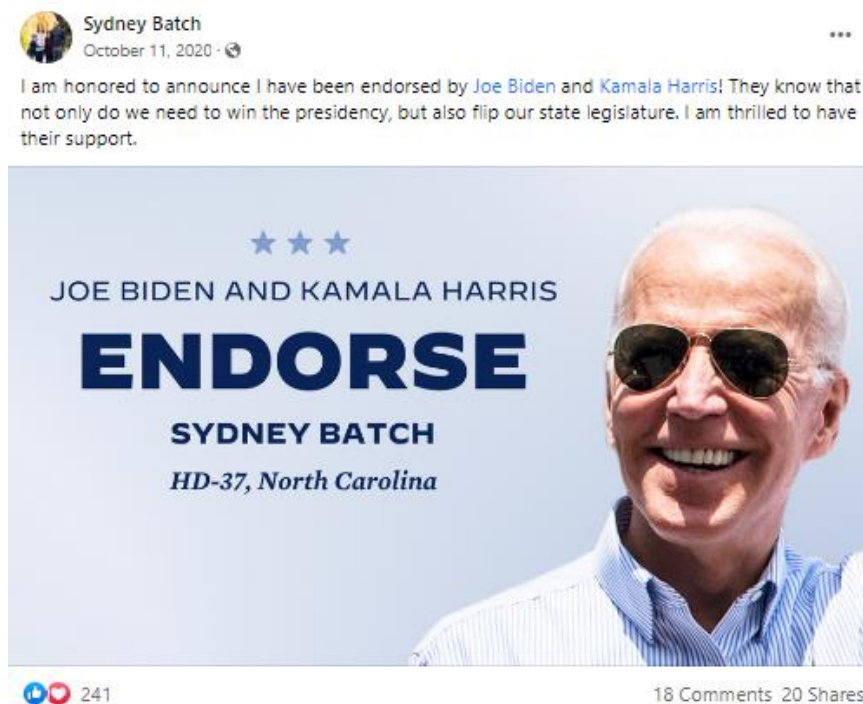 Sydney Batch
October 11, 2020 ·
I am honored to announce I have been endorsed by Joe Biden and Kamala Harris! They know that
not only do we need to win the presidency, but also flip our state legislature. I am thrilled to have
their support.
JOE BIDEN AND KAMALA HARRIS
ENDORSE
SYDNEY BATCH
HD-37, North Carolina
241
18 Comments 20 Shares